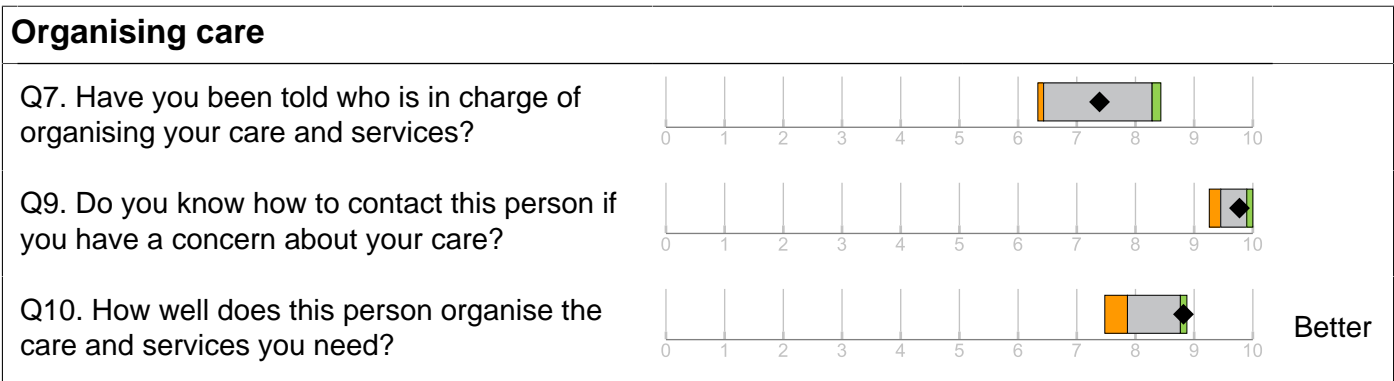 Organising care
Q7. Have you been told who is in charge of
organising your care and services?
0 1 2 3 4 5 6 7 8 9 10
Q9. Do you know how to contact this person if
you have a concern about your care?
0 1 2 3 4 5 6 7 8 9 10
Q10. How well does this person organise the
care and services you need?
0 1 2 3 4 5 6 7 8 9 10
Better